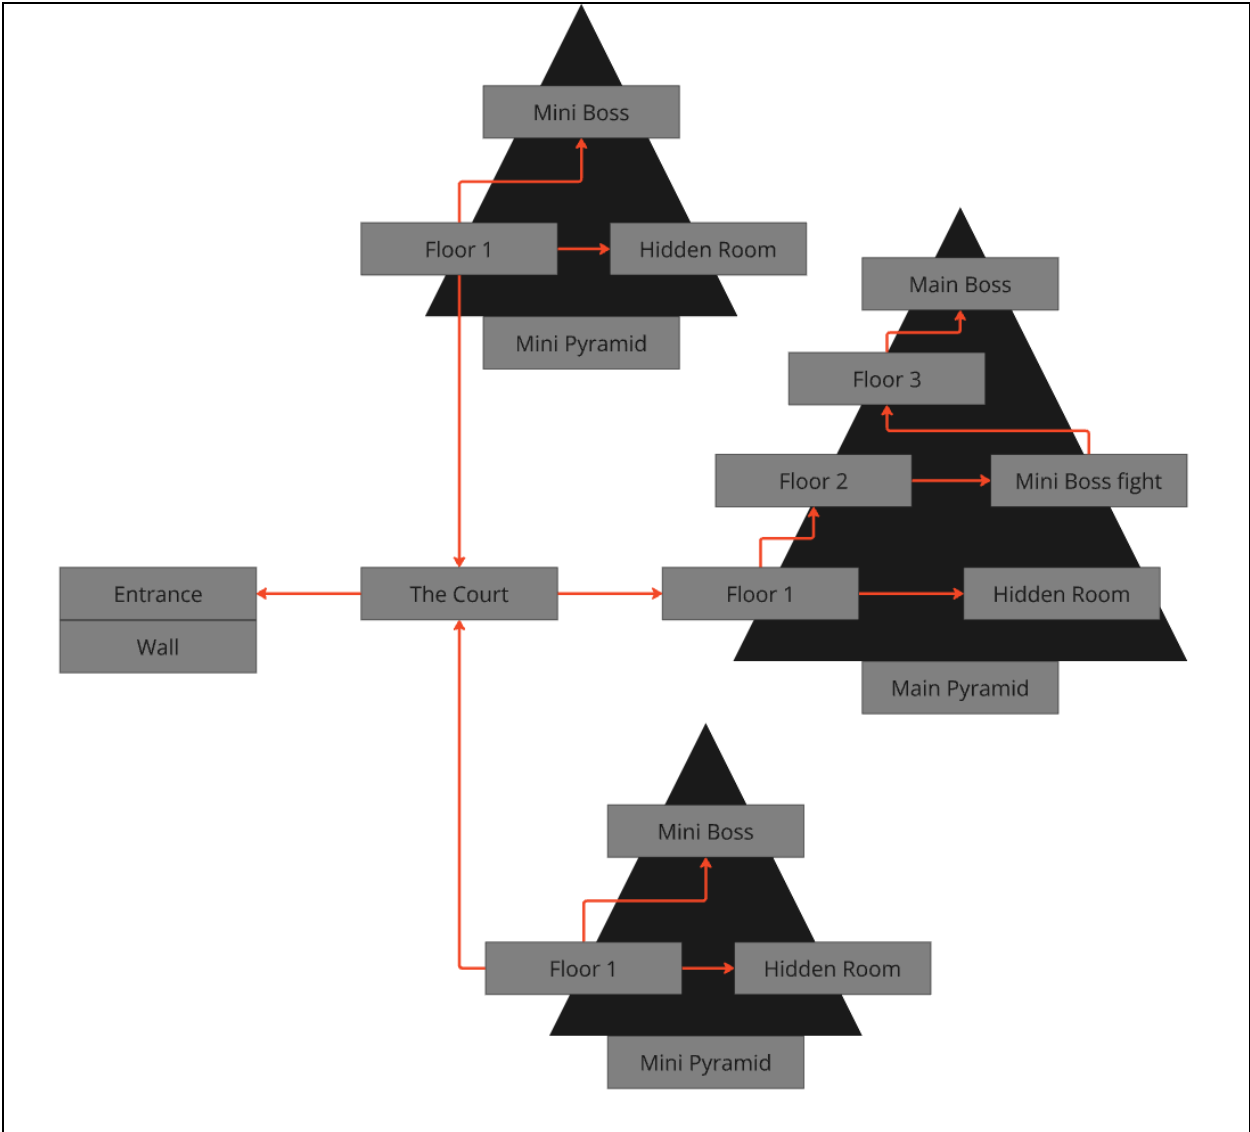 Mini Boss
Floor 1
Hidden Room
Mini Pyramid
Main Boss
Floor 3
Floor 2
Mini Boss fight
Entrance
Wall
The Court
Floor 1
Hidden Room
Main Pyramid
Mini Boss
Floor 1
Hidden Room
Mini Pyramid